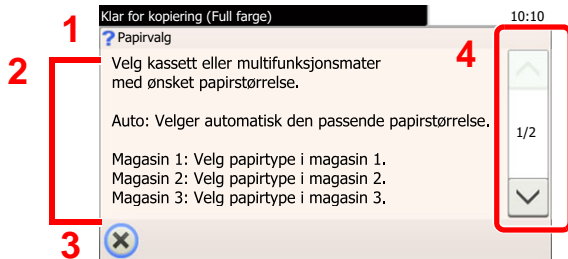 Klar for kopiering (Full farge) 10:10
1
? Papirvalg
2
Velg kassett eller multifunksjonsmater
med ønsket papirstørrelse.
4
Auto: Velger automatisk den passende papirstørrelse.
1/2
Magasin 1: Velg papirtype i magasin 1.
Magasin 2: Velg papirtype i magasin 2.
Magasin 3: Velg papirtype i magasin 3.
3